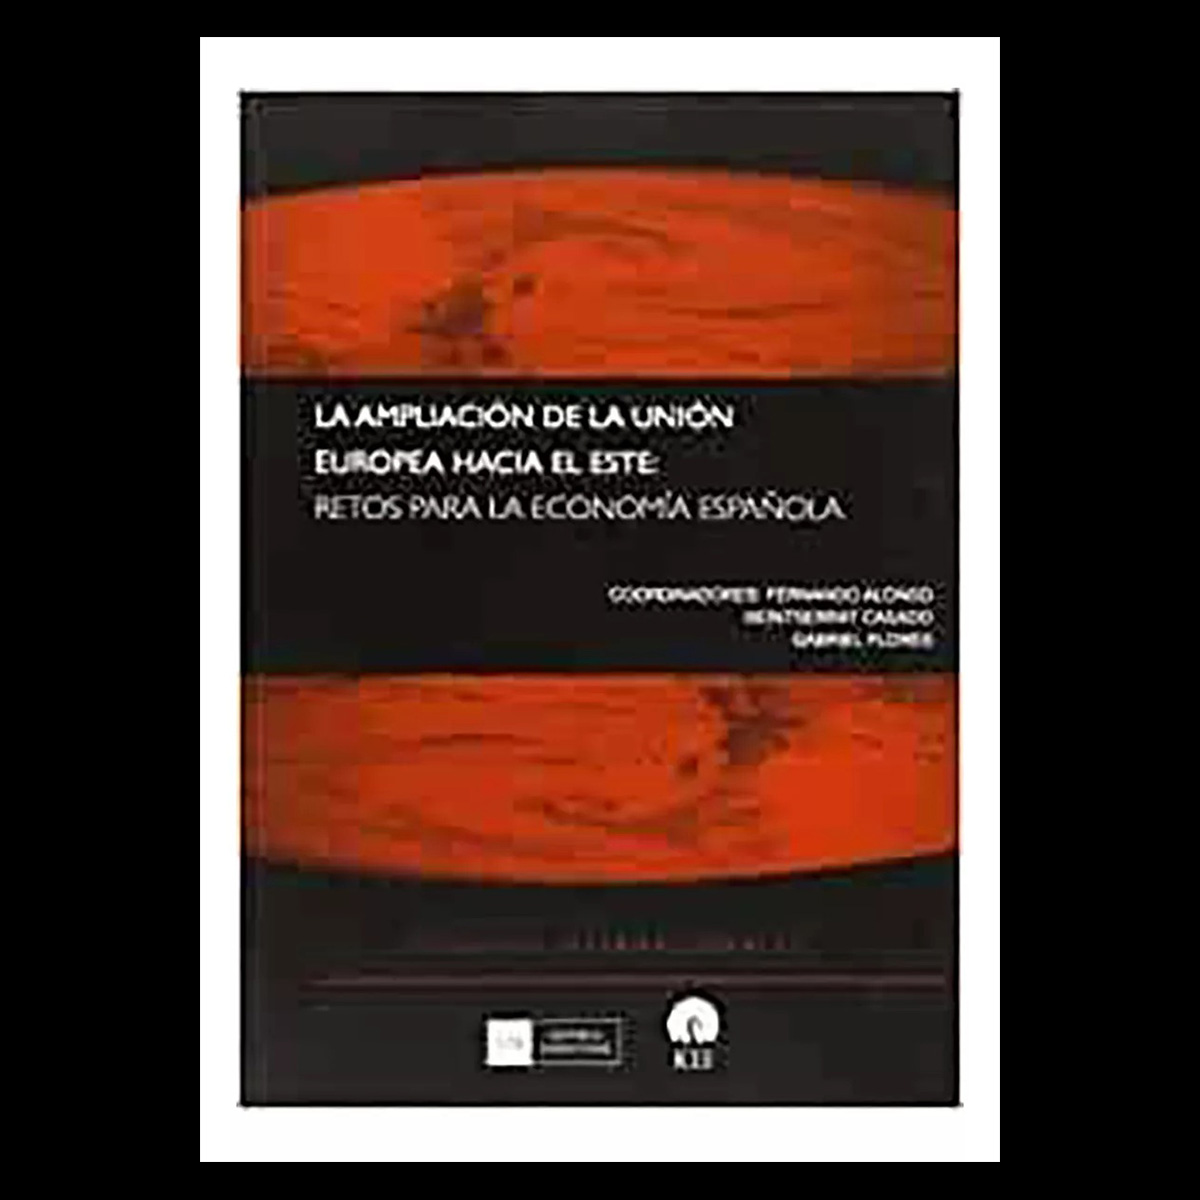 LA AMPLIACIÓN DE LA UNIÓN
EUROPEA HACIA EL ESTE:
RETOS PARA LA ECONOMÍA ESPAÑOLA
COORDINADORES: FERNANDO ALONSO
MONTSERRAT CASADO
GABRIEL FLORES